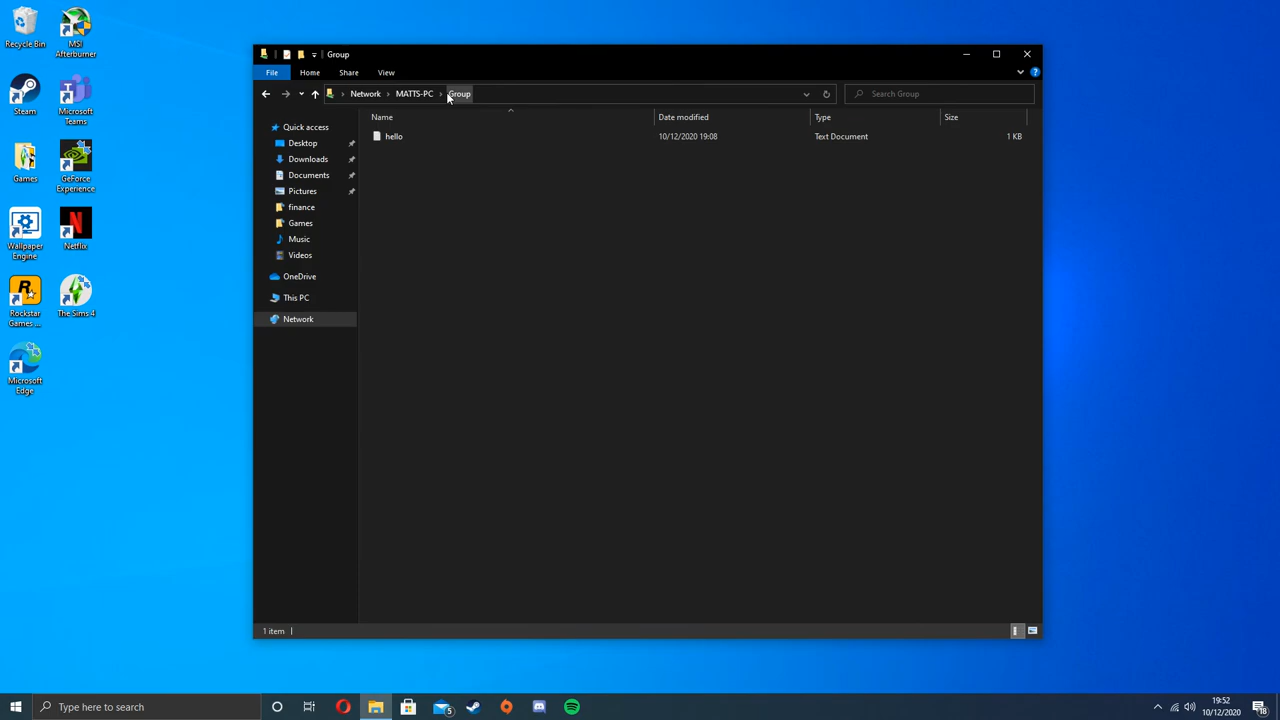 Recycle Bin
MSI Afterburner
Steam
Microsoft Teams
Games
GeForce Experience
Wallpaper Engine
Netflix
Rockstar Games ...
The Sims 4
Microsoft Edge
Group
File Home Share View
Network MATTS-PC Group
Search Group
Name Date modified Type Size
hello 10/12/2020 19:08 Text Document 1 KB
Quick access
Desktop
Downloads
Documents
Pictures
finance
Games
Music
Videos
OneDrive
This PC
Network
1 item
Type here to search
5
19:52
10/12/2020
18